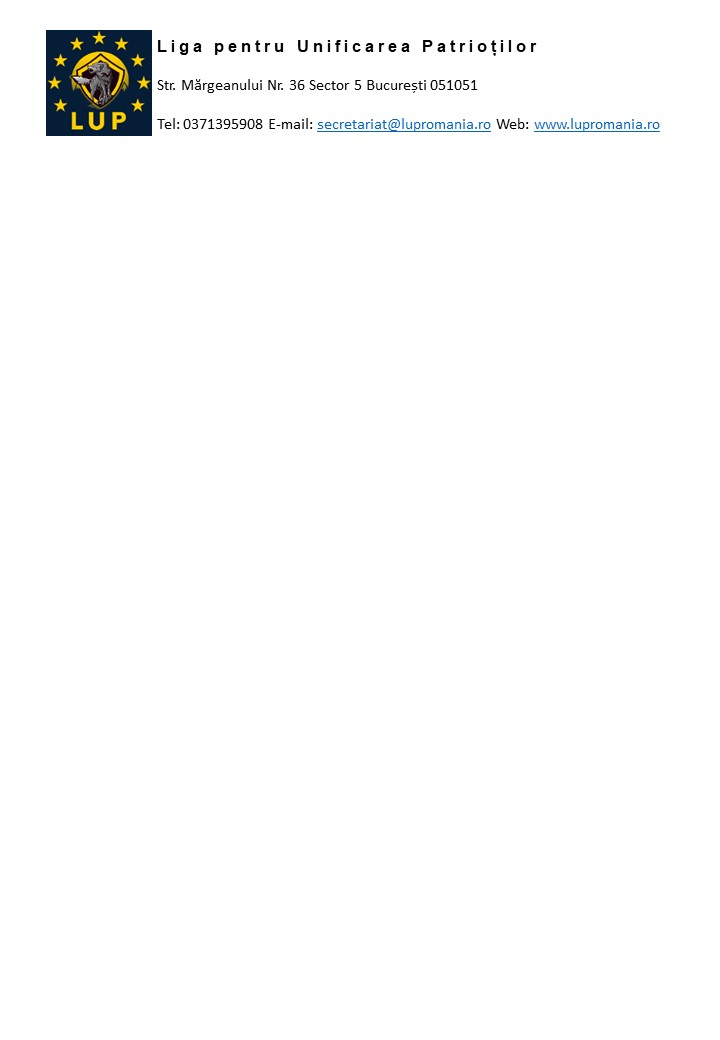 Liga pentru Unificarea Patrioților
Str. Mărgeanului Nr. 36 Sector 5 București 051051
LUP
Tel: 0371395908 E-mail: secretariat@lupromania.ro Web: www.lupromania.ro